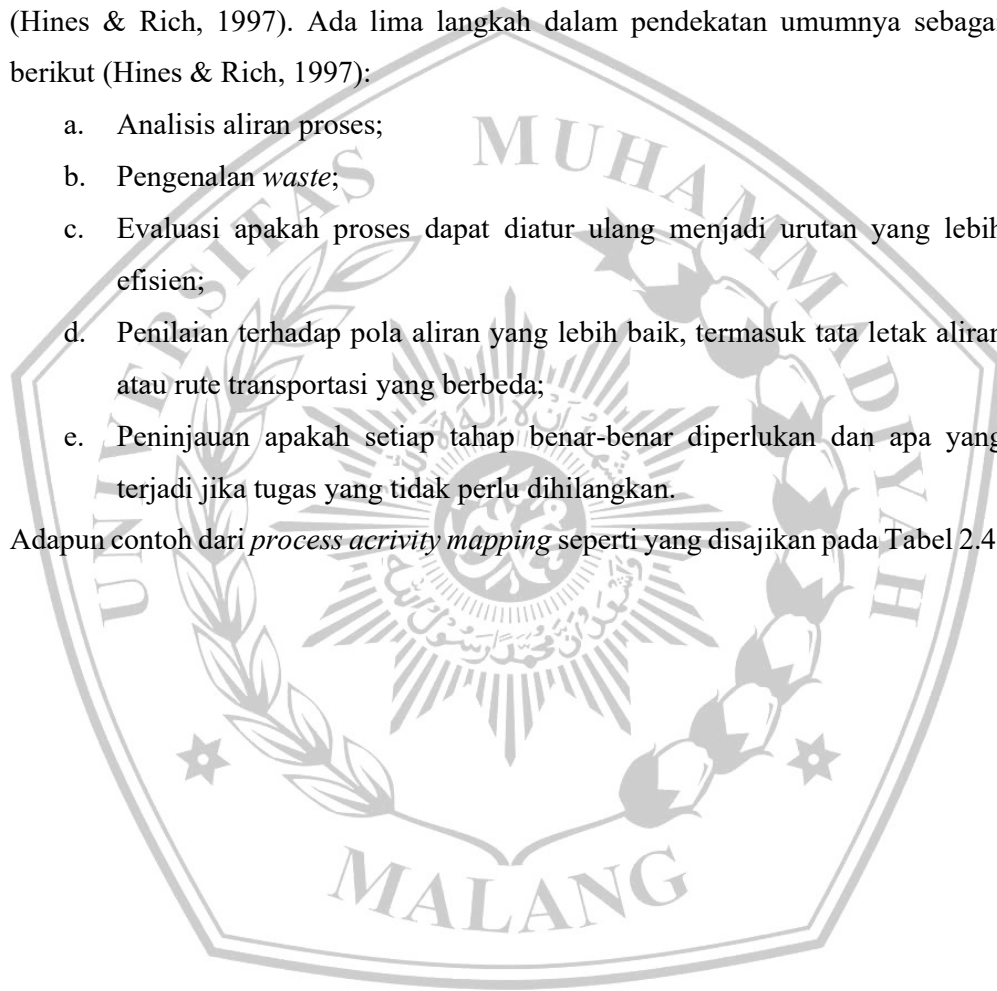 (Hines & Rich, 1997). Ada lima langkah dalam pendekatan umumnya sebaga
berikut (Hines & Rich, 1997):
a. Analisis aliran proses;
b. Pengenalan waste;
c. Evaluasi apakah proses dapat diatur ulang menjadi urutan yang lebih
efisien;
d. Penilaian terhadap pola aliran yang lebih baik, termasuk tata letak aliran
atau rute transportasi yang berbeda;
e. Peninjauan apakah setiap tahap benar-benar diperlukan dan apa yang
terjadi jika tugas yang tidak perlu dihilangkan.
Adapun contoh dari process acrivity mapping seperti yang disajikan pada Tabel 2.4
UNIVERSITAS MUHAMMADIYAH
MALANG